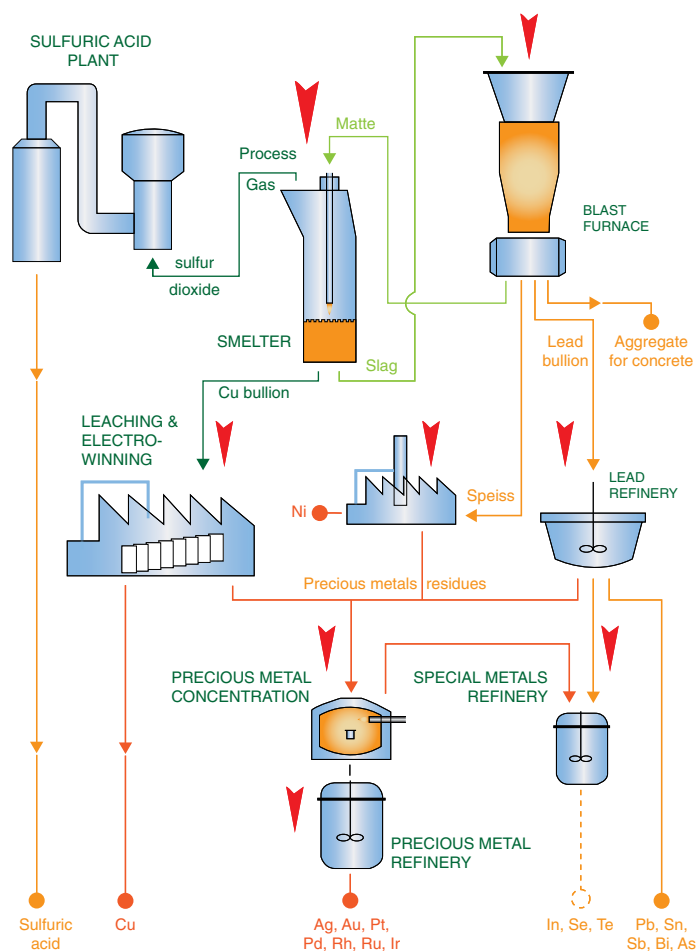 SULFURIC ACID
PLANT
Matte
Process
Gas
sulfur
dioxide
BLAST
FURNACE
SMELTER
Slag
Cu bullion
Lead
bullion
Aggregate
for concrete
LEACHING &
ELECTRO-
WINNING
LEAD
REFINERY
Ni
Speiss
Precious metals residues
PRECIOUS METAL
CONCENTRATION
SPECIAL METALS
REFINERY
PRECIOUS METAL
REFINERY
Sulfuric
acid
Cu
Ag, Au, Pt,
Pd, Rh, Ru, Ir
In, Se, Te
Pb, Sn,
Sb, Bi, As